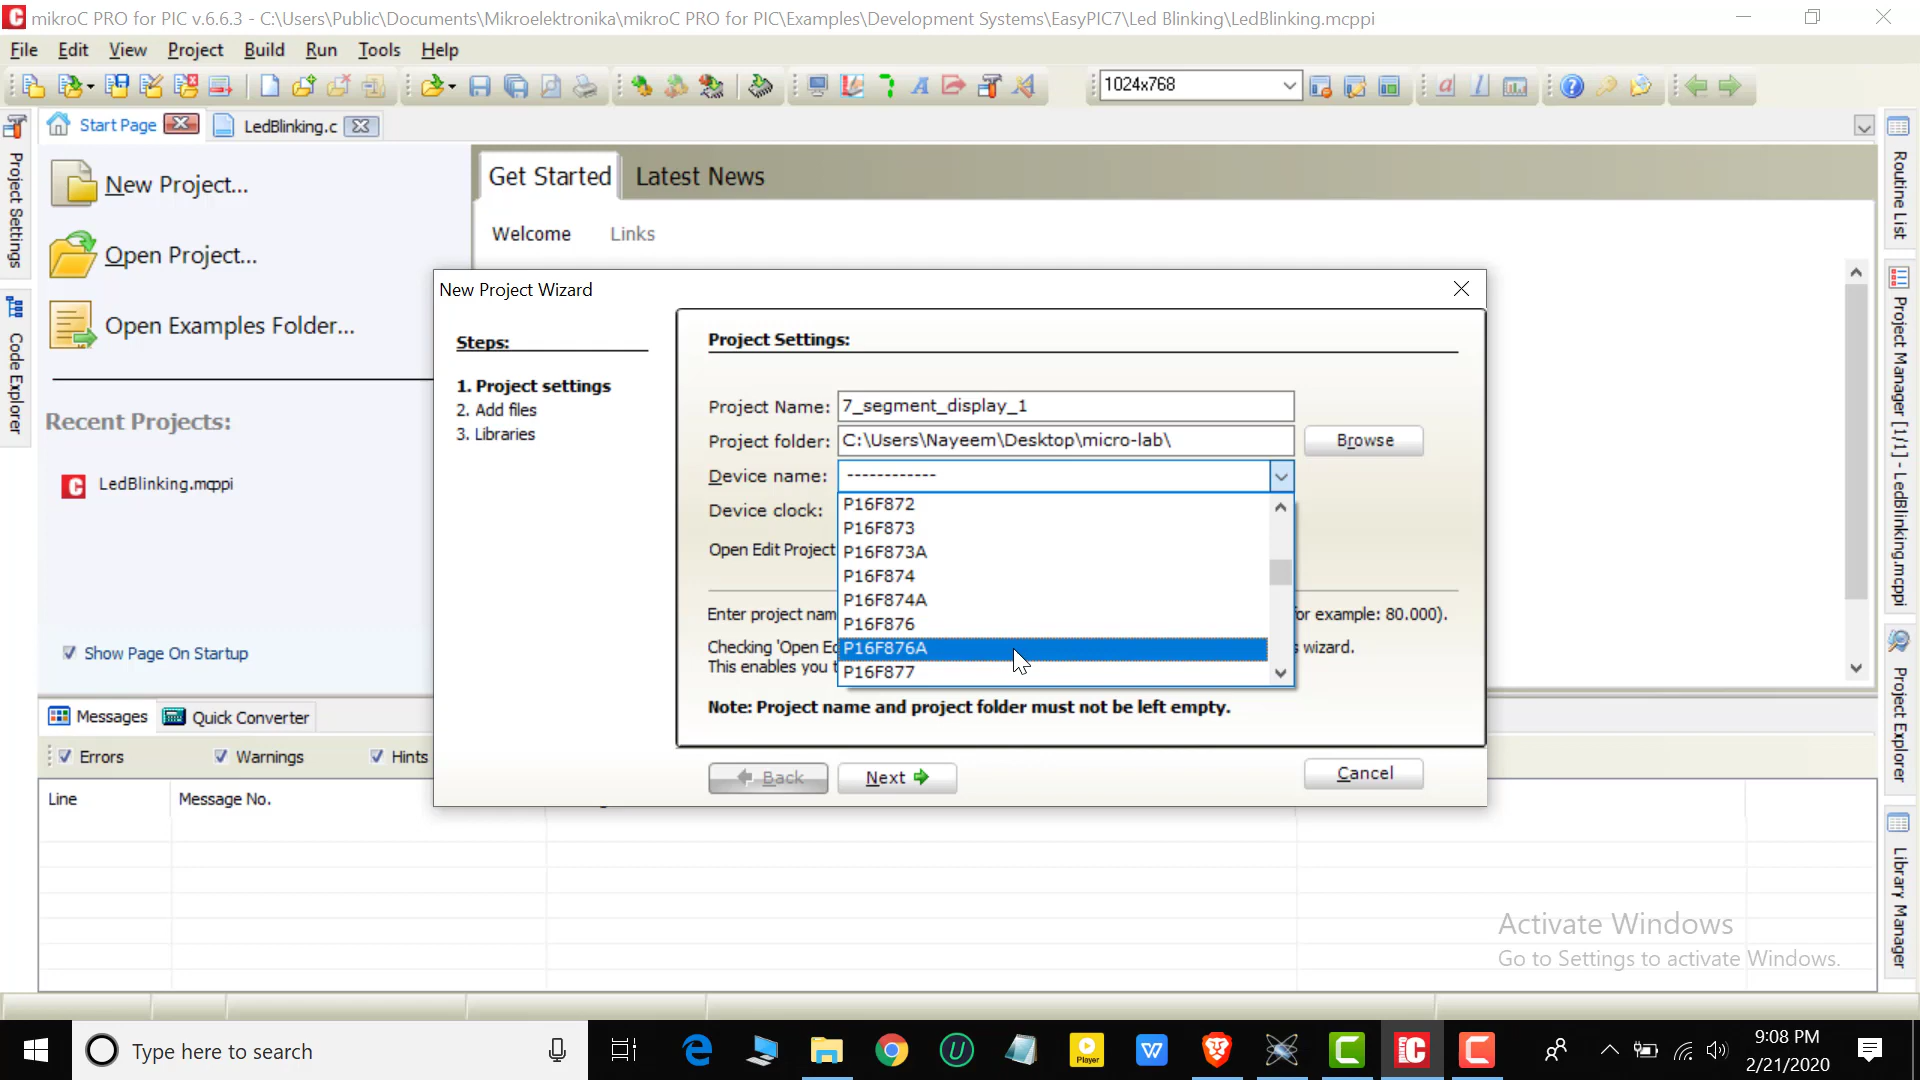 mikroC PRO for PIC v.6.6.3 - C:\Users\Public\Documents\Mikroelektronika\mikroC PRO for PIC\Examples\Development Systems\EasyPIC7\Led Blinking\LedBlinking.mcppi
File Edit View Project Build Run Tools Help
1024x768
Start Page
LedBlinking.c
Project Settings
Code Explorer
New Project...
Open Project...
Open Examples Folder...
Recent Projects:
LedBlinking.mcppi
Show Page On Startup
Get Started Latest News
Welcome Links
New Project Wizard
Steps:
1. Project settings
2. Add files
3. Libraries
Project Settings:
Project Name: 7_segment_display_1
Project folder: C:\Users\Nayeem\Desktop\micro-lab\ Browse
Device name: ------------
Device clock:
Open Edit Project
P16F872
P16F873
P16F873A
P16F874
P16F874A
P16F876
P16F876A
P16F877
Enter project nam for example: 80.000).
Checking 'Open Ed s wizard.
This enables you t
Note: Project name and project folder must not be left empty.
Back Next Cancel
Routine List
Project Manager [1/1] - LedBlinking.mcppi
Project Explorer
Library Manager
Messages Quick Converter
Errors Warnings Hints
Line Message No.
Activate Windows
Go to Settings to activate Windows.
Type here to search
Player
9:08 PM
2/21/2020